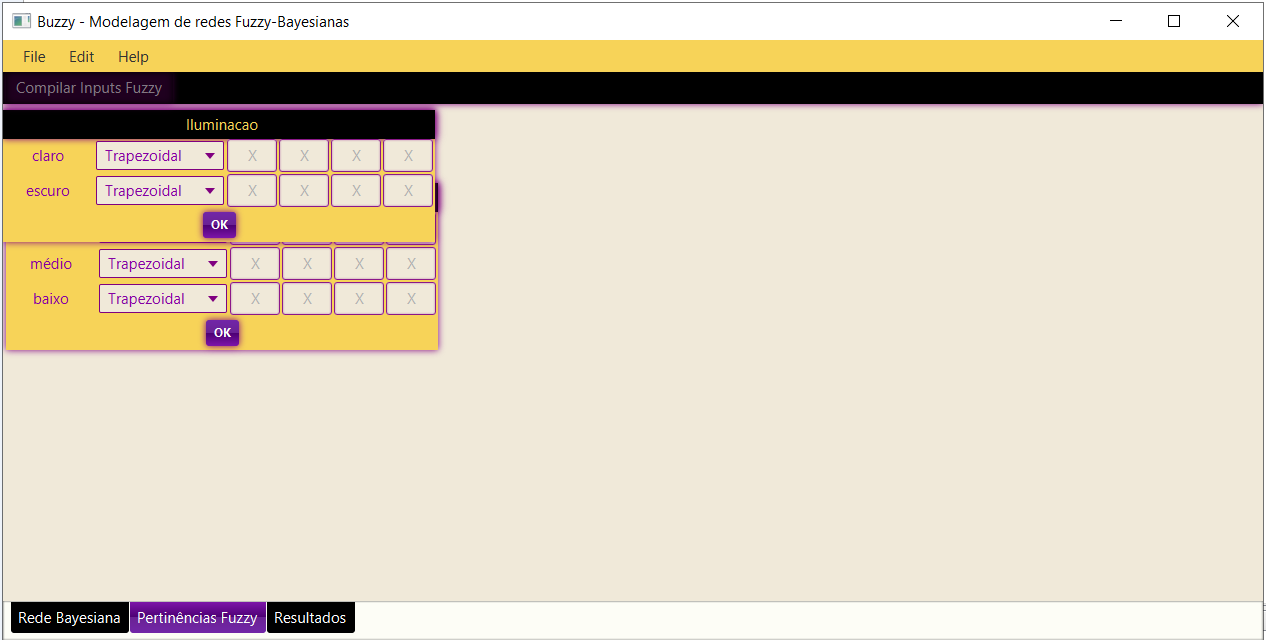 Buzzy - Modelagem de redes Fuzzy-Bayesianas
File Edit Help
Compilar Inputs Fuzzy
Iluminacao
claro Trapezoidal X X X X
escuro Trapezoidal X X X X
OK
médio Trapezoidal X X X X
baixo Trapezoidal X X X X
OK
Rede Bayesiana Pertinências Fuzzy Resultados